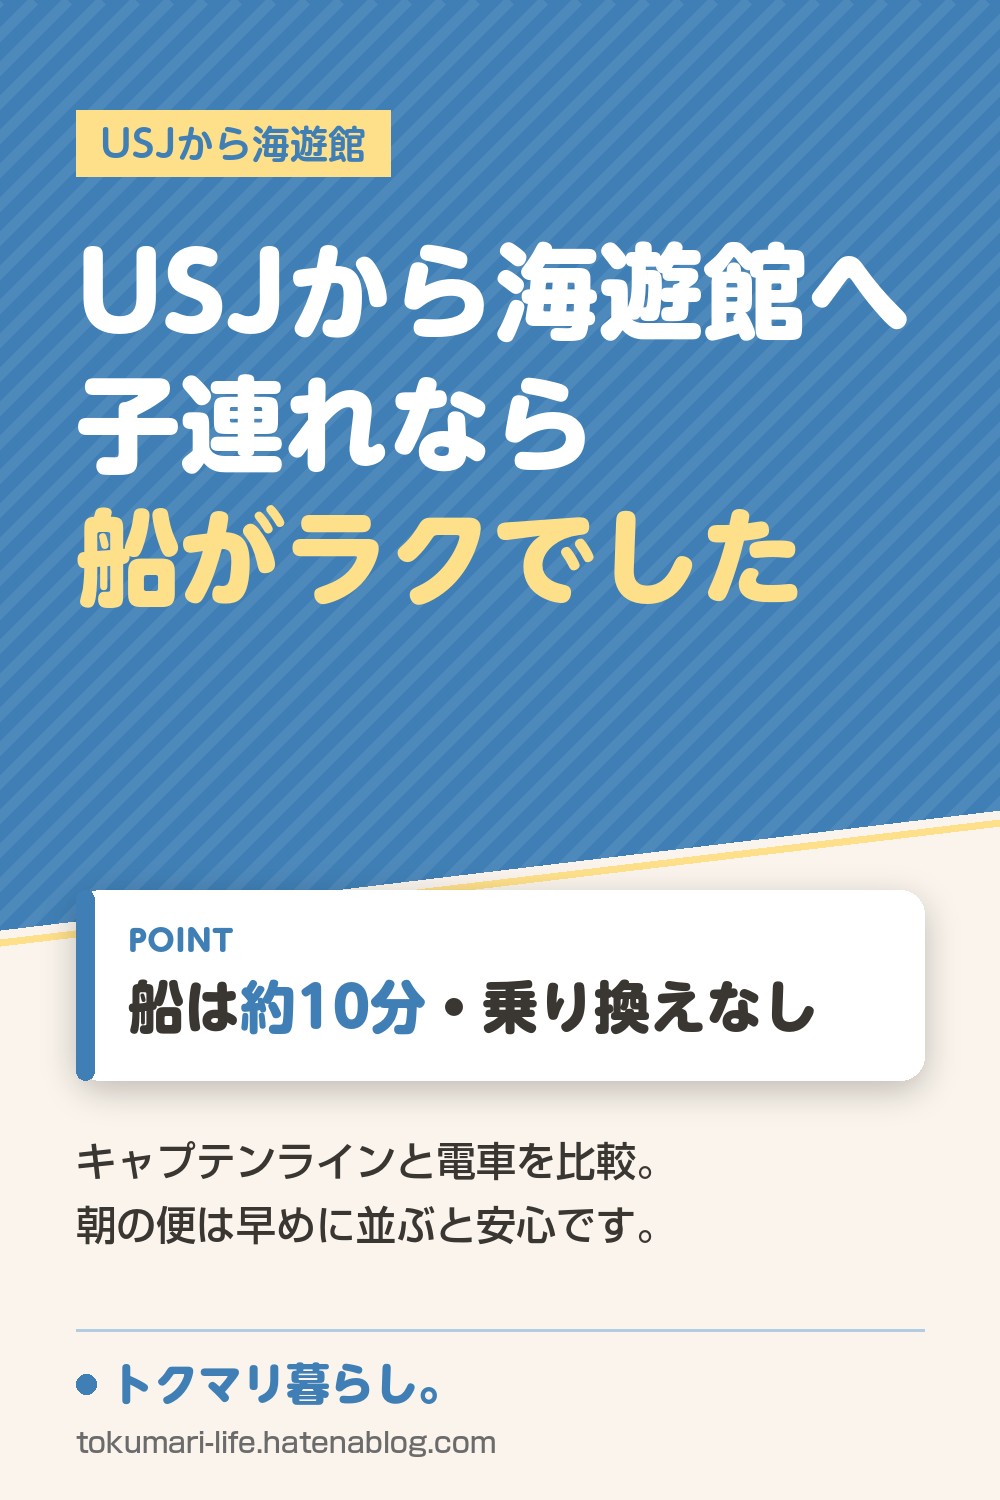 USJから海遊館
USJから海遊館へ
子連れなら
船がラクでした
POINT
船は約10分・乗り換えなし
キャプテンラインと電車を比較。
朝の便は早めに並ぶと安心です。
トクマリ暮らし。
tokumari-life.hatenablog.com